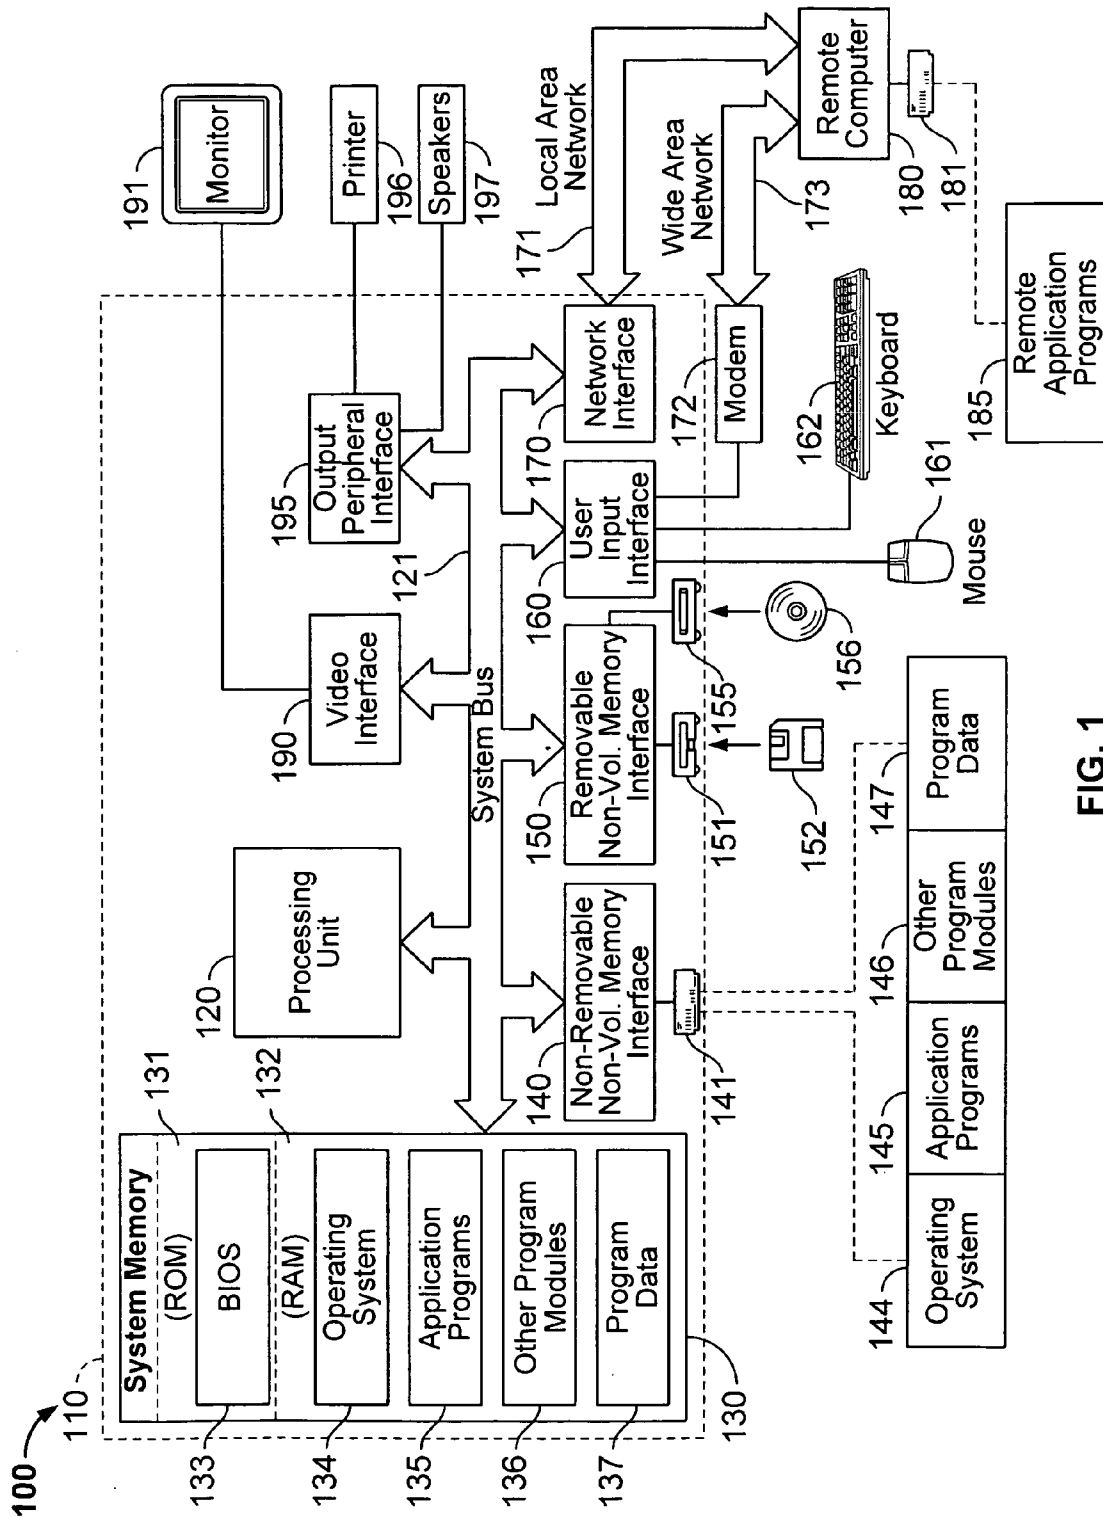 100
110
System Memory
(ROM)
131
BIOS
133
(RAM)
132
Operating
System
134
Application
Programs
135
Other Program
Modules
136
Program
Data
137
130
120
Processing
Unit
190
Video
Interface
121
195
Output
Peripheral
Interface
191
Monitor
Printer
196
Speakers
197
System Bus
140
Non-Removable
Non-Vol. Memory
Interface
150
Removable
Non-Vol. Memory
Interface
160
User
Input
Interface
170
Network
Interface
171
Local Area
Network
172
Modem
Wide Area
Network
173
Remote
Computer
180
181
141
151
155
152
156
Mouse
161
162
Keyboard
185
Remote
Application
Programs
144
Operating
System
145
Application
Programs
146
Other
Program
Modules
147
Program
Data
FIG. 1